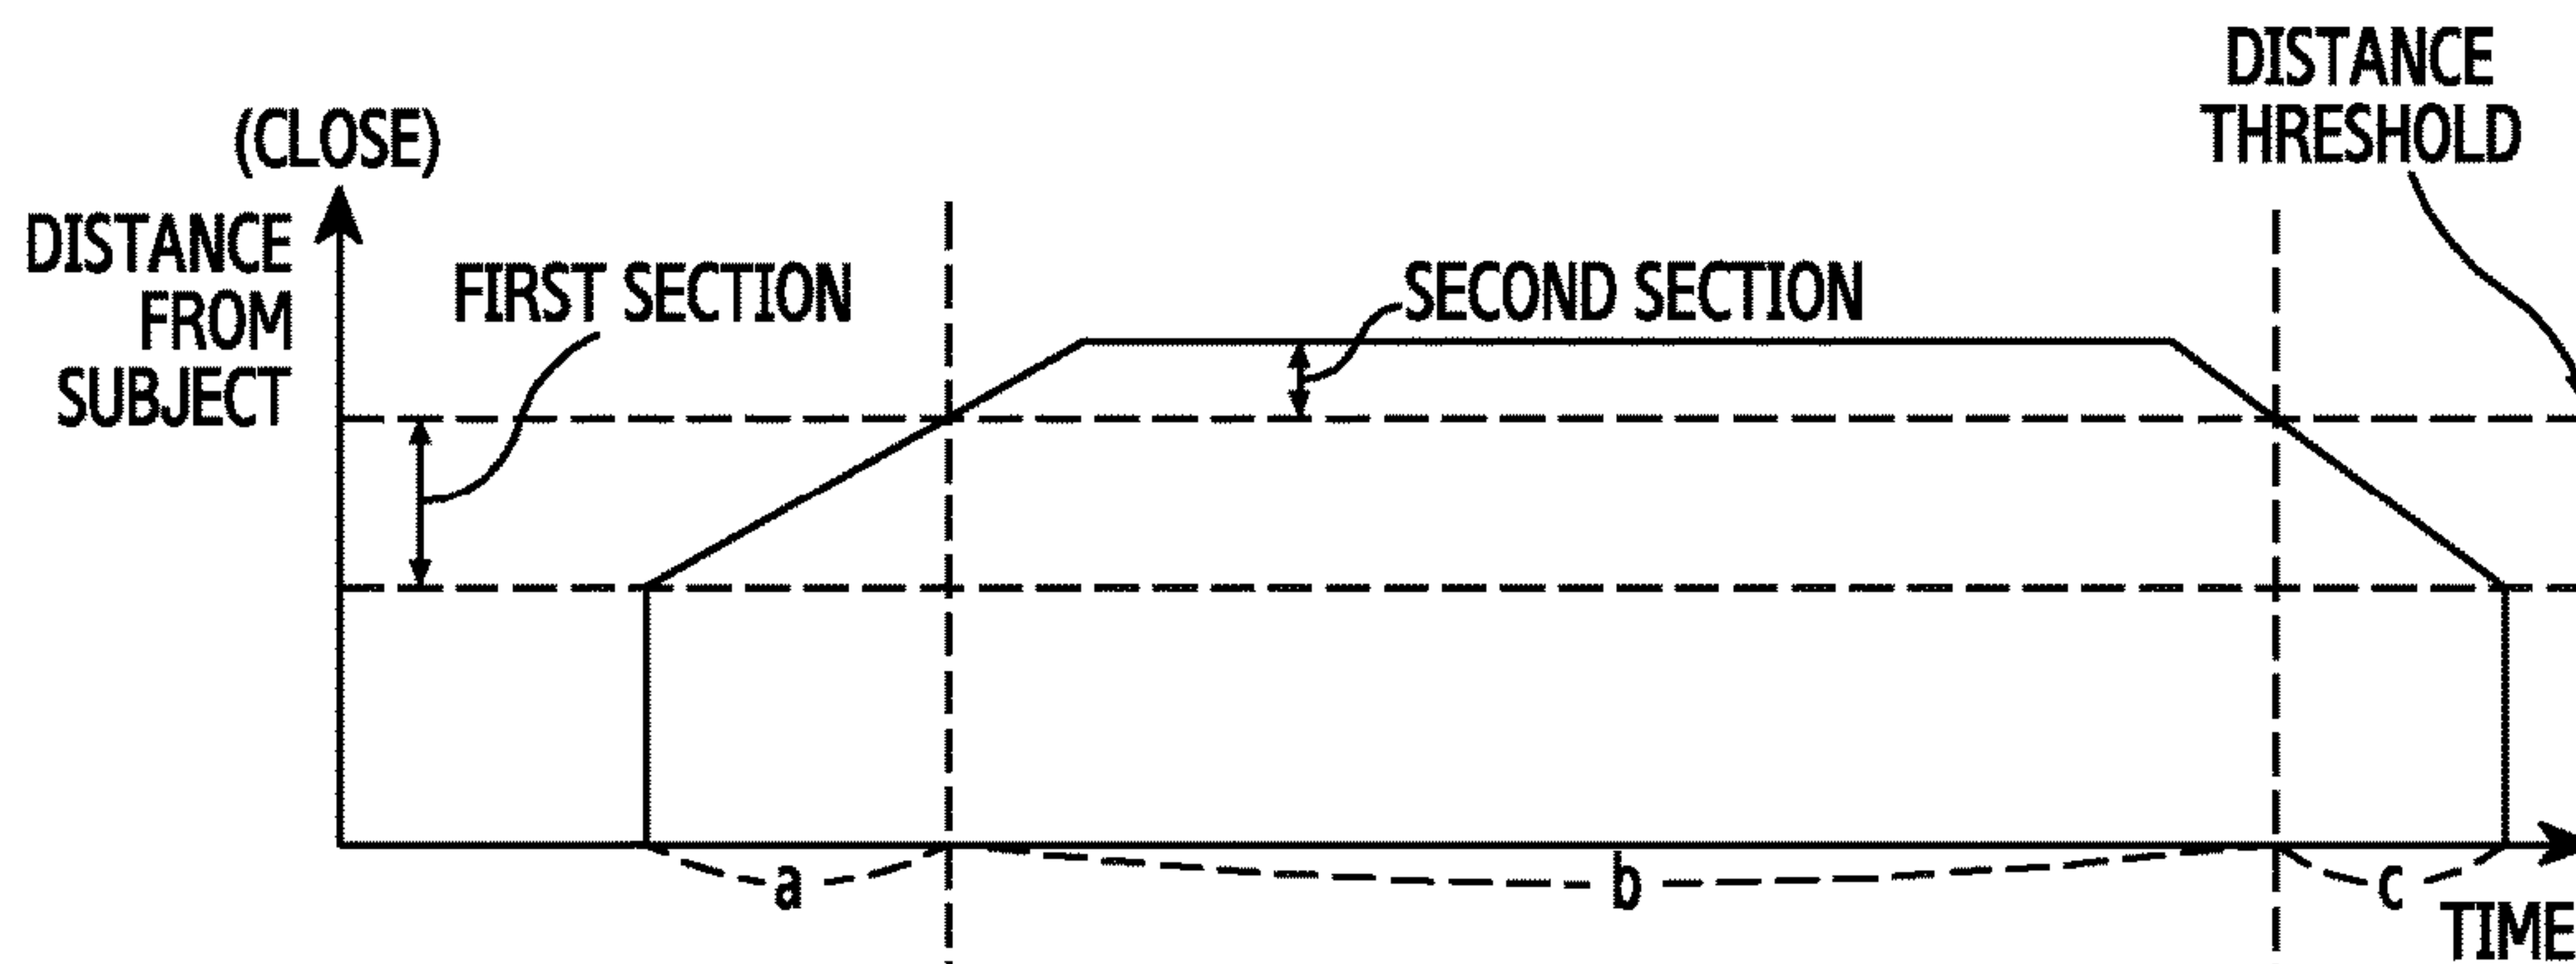 DISTANCE
THRESHOLD
(CLOSE)
DISTANCE
FROM
SUBJECT
FIRST SECTION
SECOND SECTION
a
b
c
TIME